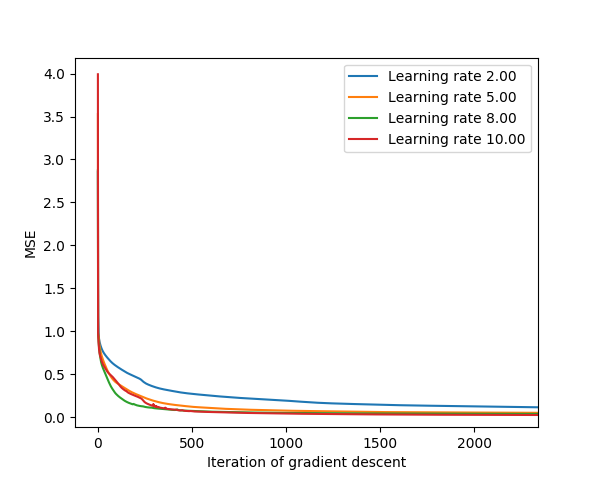 Learning rate 2.00
Learning rate 5.00
Learning rate 8.00
Learning rate 10.00
4.0
3.5
3.0
2.5
2.0
1.5
1.0
0.5
0.0
MSE
0 500 1000 1500 2000
Iteration of gradient descent